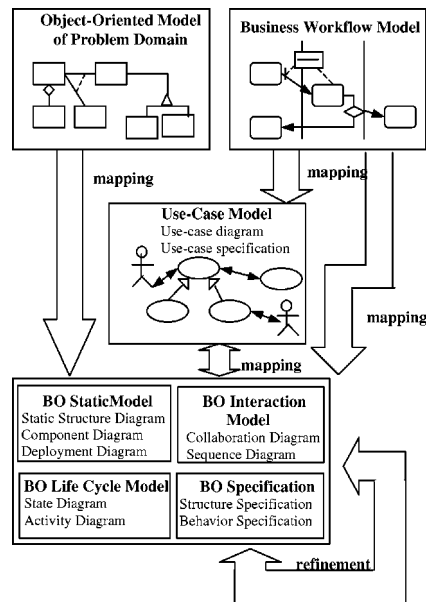 Object-Oriented Model
of Problem Domain
Business Workflow Model
mapping
mapping
Use-Case Model
Use-case diagram
Use-case specification
mapping
mapping
BO StaticModel
Static Structure Diagram
Component Diagram
Deployment Diagram
BO Interaction
Model
Collaboration Diagram
Sequence Diagram
BO Life Cycle Model
State Diagram
Activity Diagram
BO Specification
Structure Specification
Behavior Specification
refinement